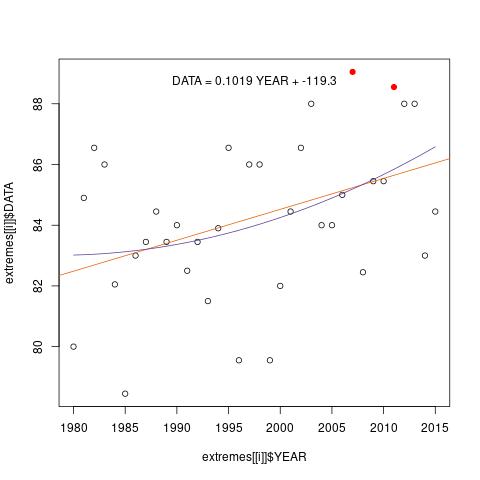 DATA = 0.1019 YEAR + -119.3
88
86
84
82
80
extremes[[i]]$DATA
1980 1985 1990 1995 2000 2005 2010 2015
extremes[[i]]$YEAR